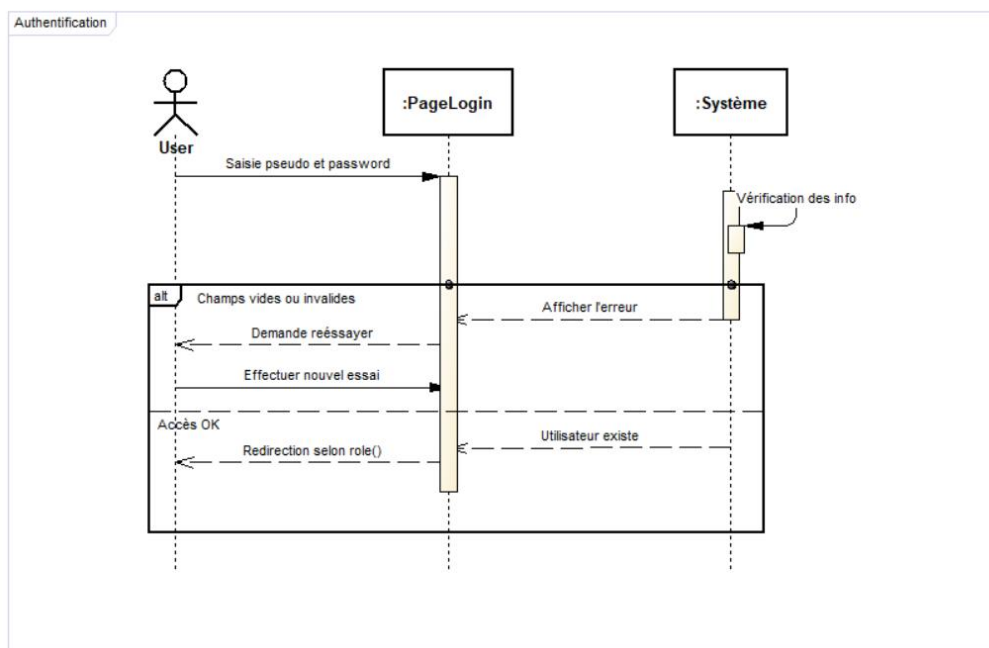 Authentification
:PageLogin
:Système
User
Saisie pseudo et password
Vérification des info
alt
Champs vides ou invalides
Afficher l'erreur
Demande reéssayer
Effectuer nouvel essai
Accès OK
Utilisateur existe
Redirection selon role()